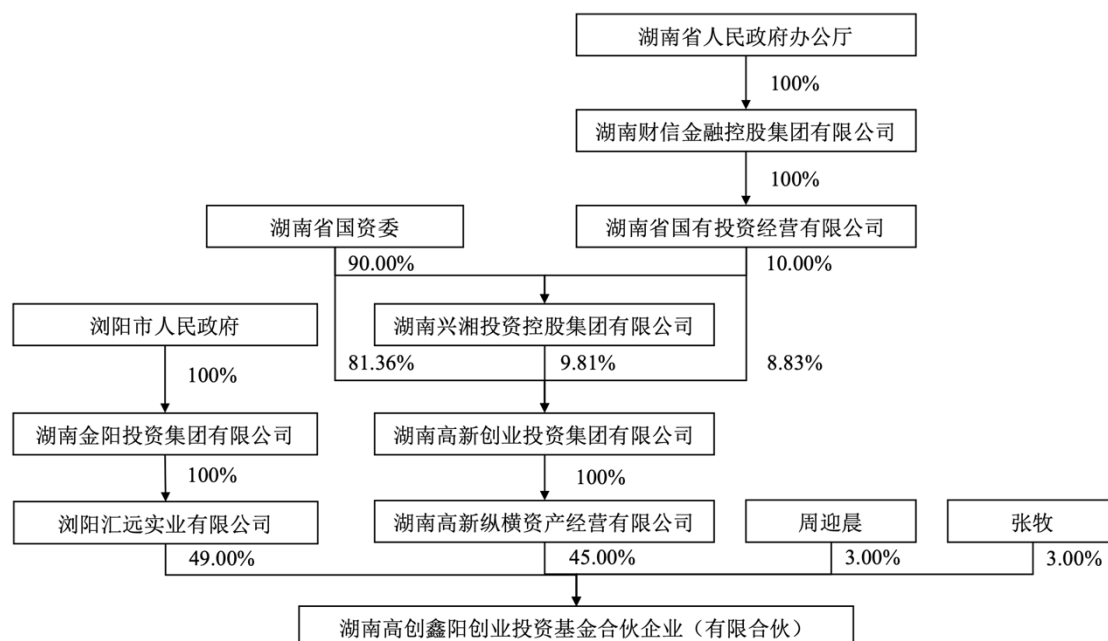 湖南省人民政府办公厅
100%
湖南财信金融控股集团有限公司
100%
湖南省国资委
湖南省国有投资经营有限公司
90.00%
10.00%
浏阳市人民政府
湖南兴湘投资控股集团有限公司
81.36%
9.81%
8.83%
100%
湖南金阳投资集团有限公司
湖南高新创业投资集团有限公司
100%
100%
浏阳汇远实业有限公司
湖南高新纵横资产经营有限公司
周迎晨
张牧
49.00%
45.00%
3.00%
3.00%
湖南高创鑫阳创业投资基金合伙企业（有限合伙）